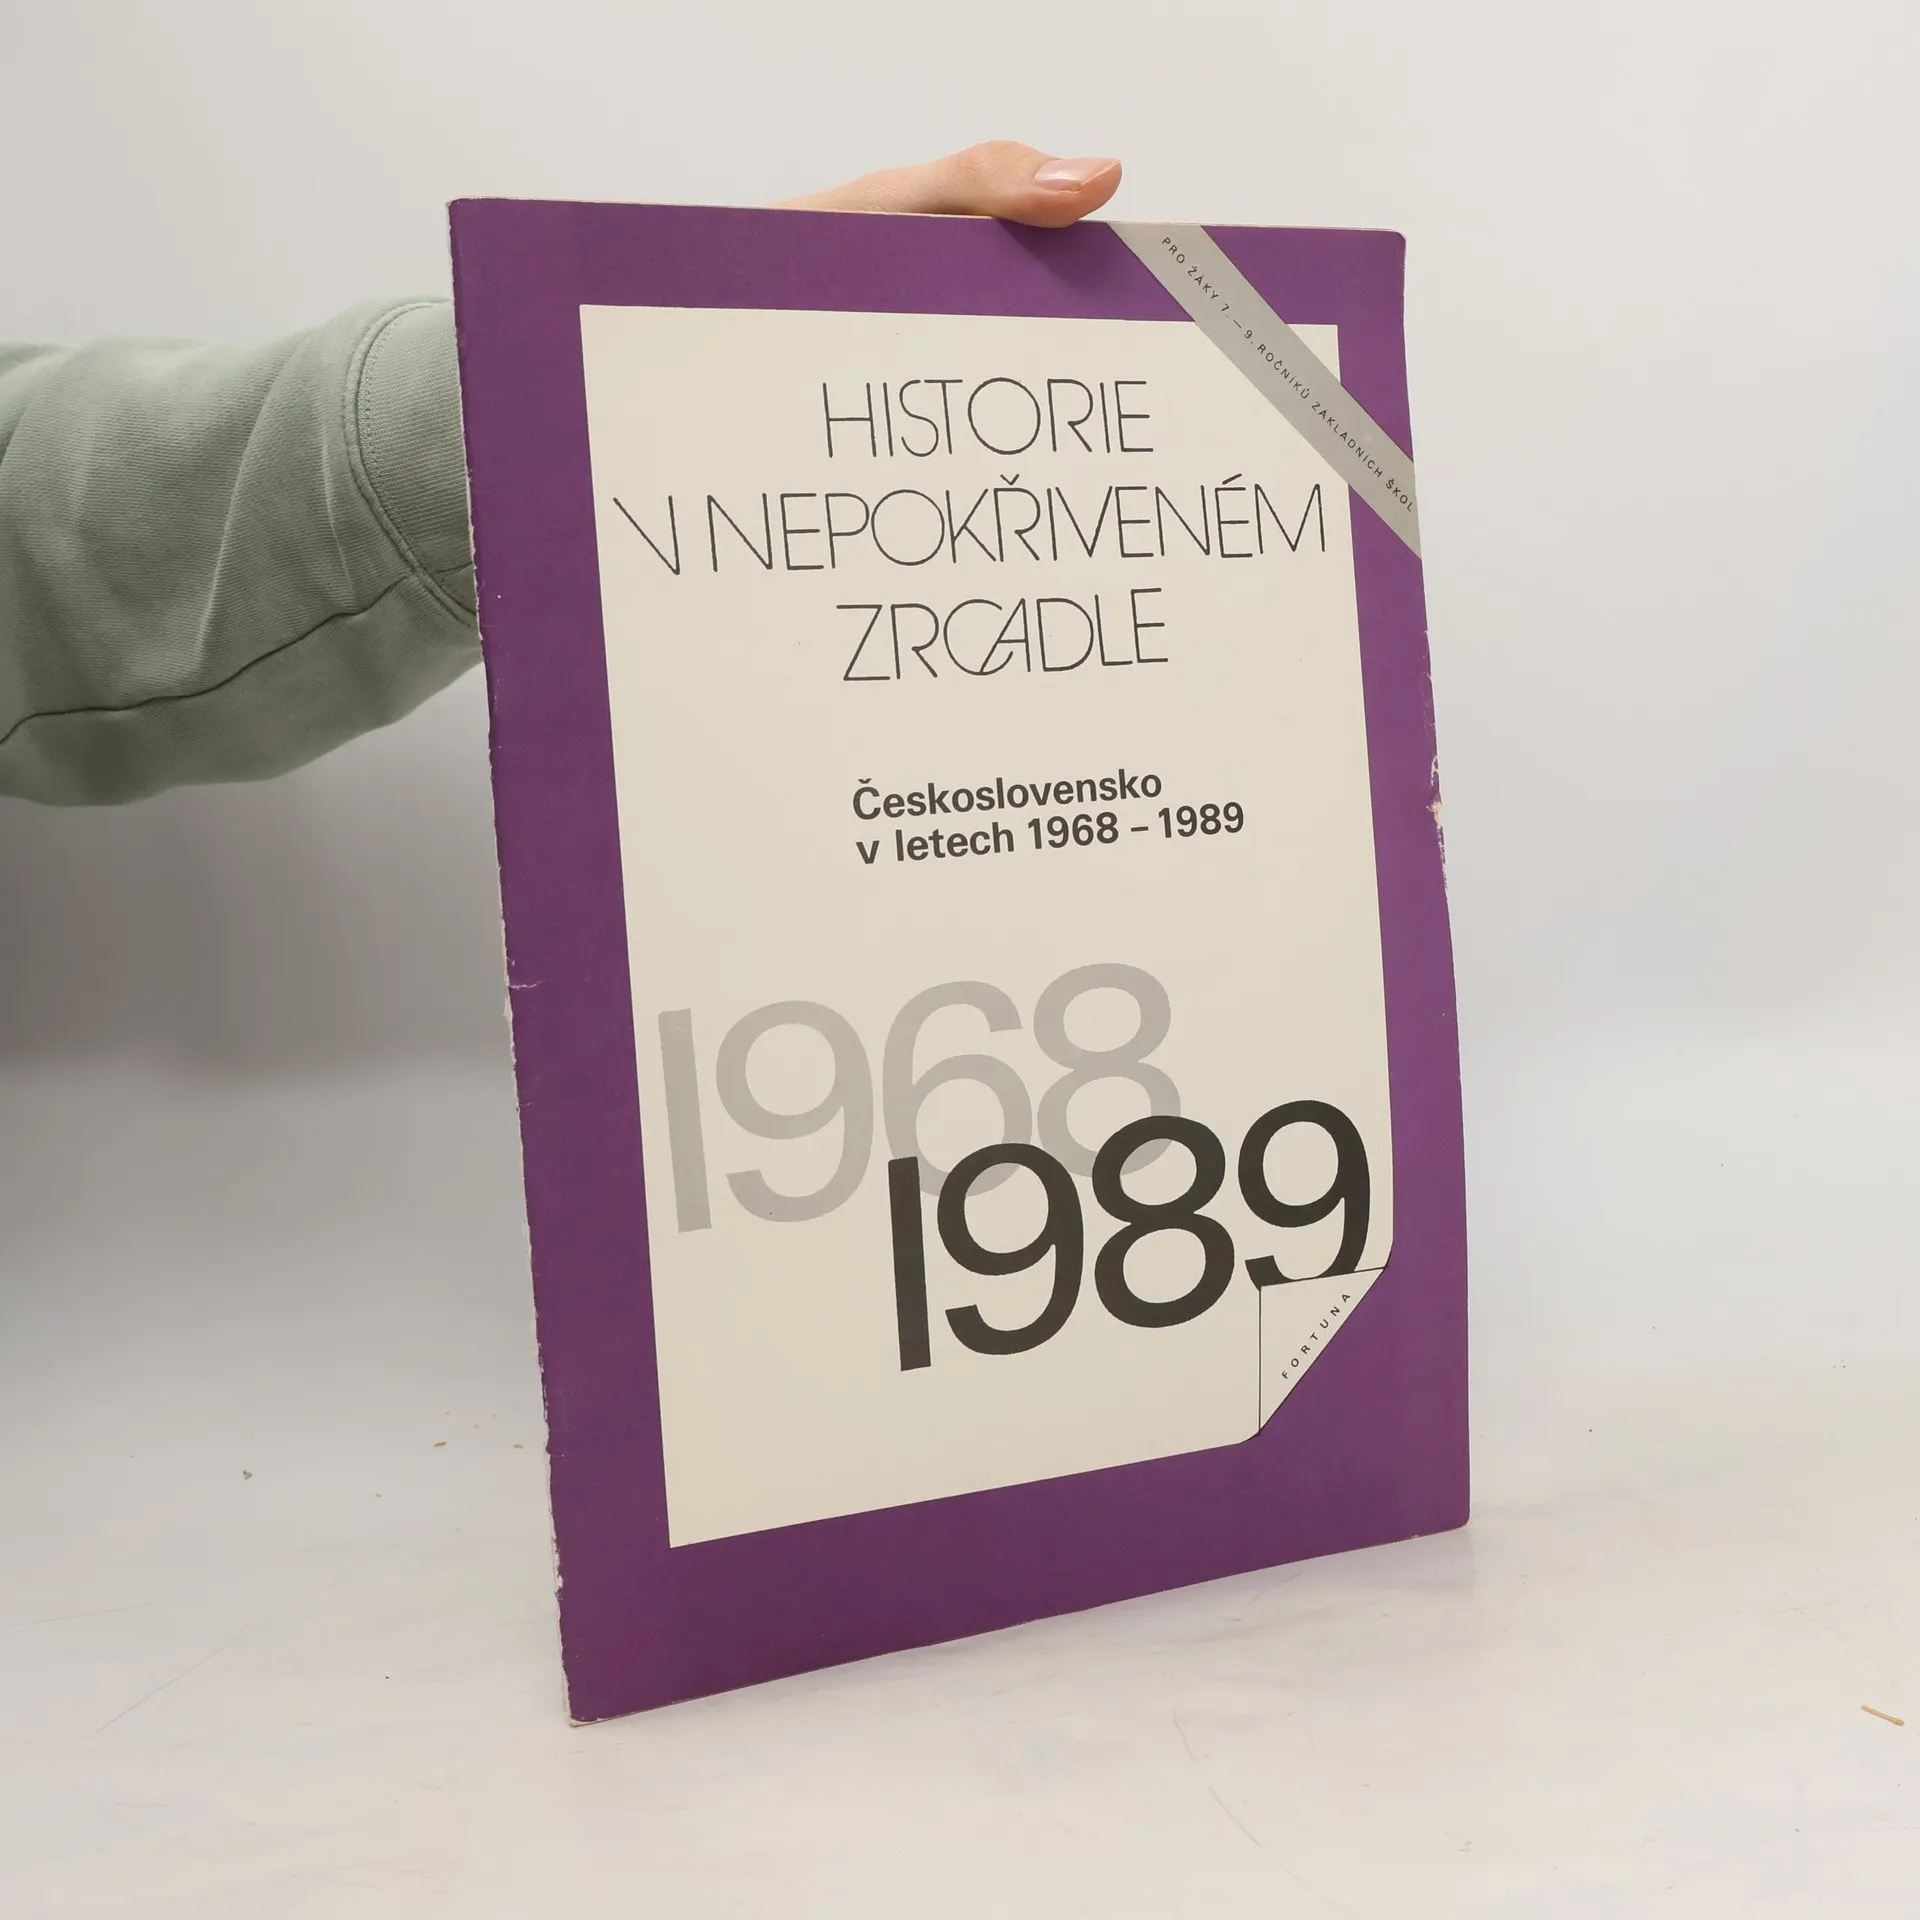 PRO ŽÁKY 7. – 9. ROČNÍKŮ ZÁKLADNÍCH ŠKOL
HISTORIE
V NEPOKŘIVENÉM
ZRCADLE
Československo
v letech 1968 – 1989
1968
1989
FORTUNA